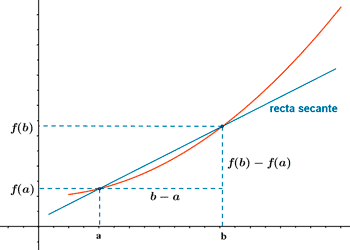 recta secante
f(b)
f(b) − f(a)
f(a)
b − a
a
b